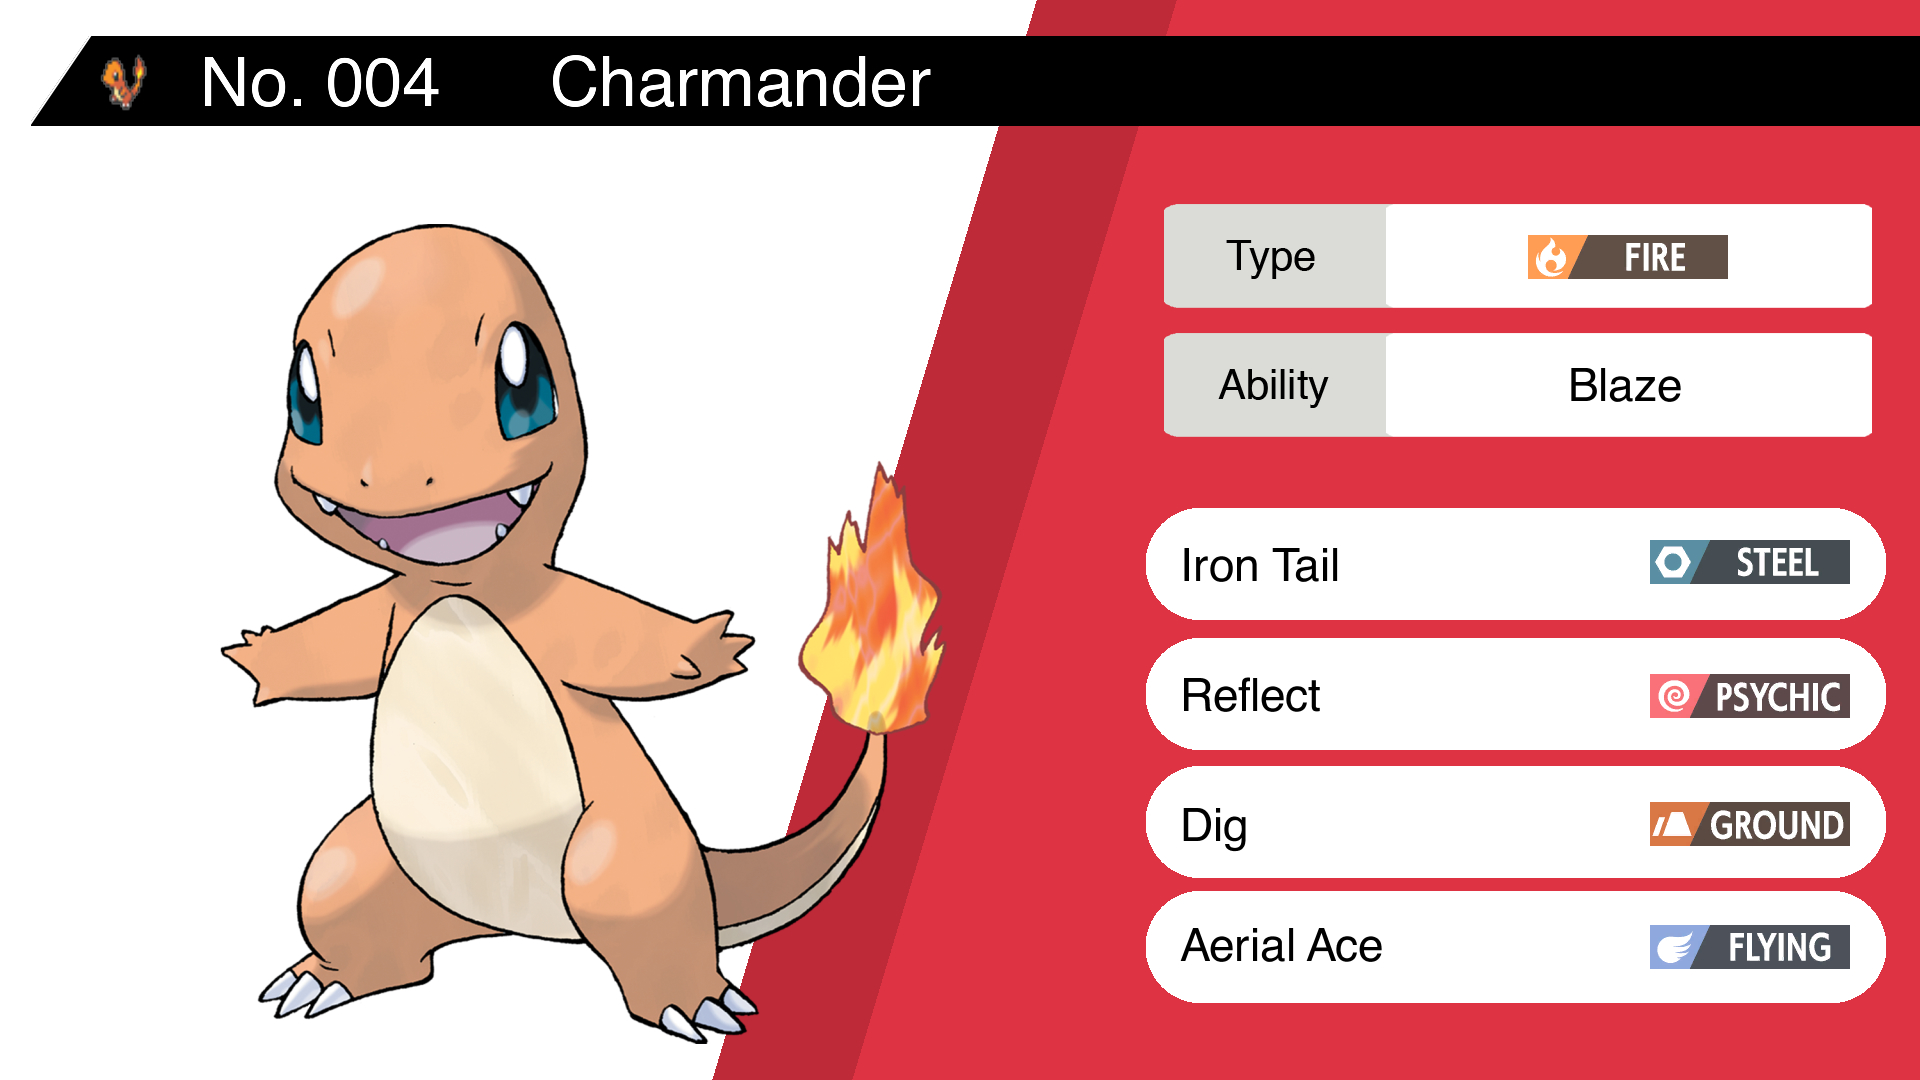 No. 004 Charmander
Type FIRE
Ability Blaze
Iron Tail STEEL
Reflect PSYCHIC
Dig GROUND
Aerial Ace FLYING